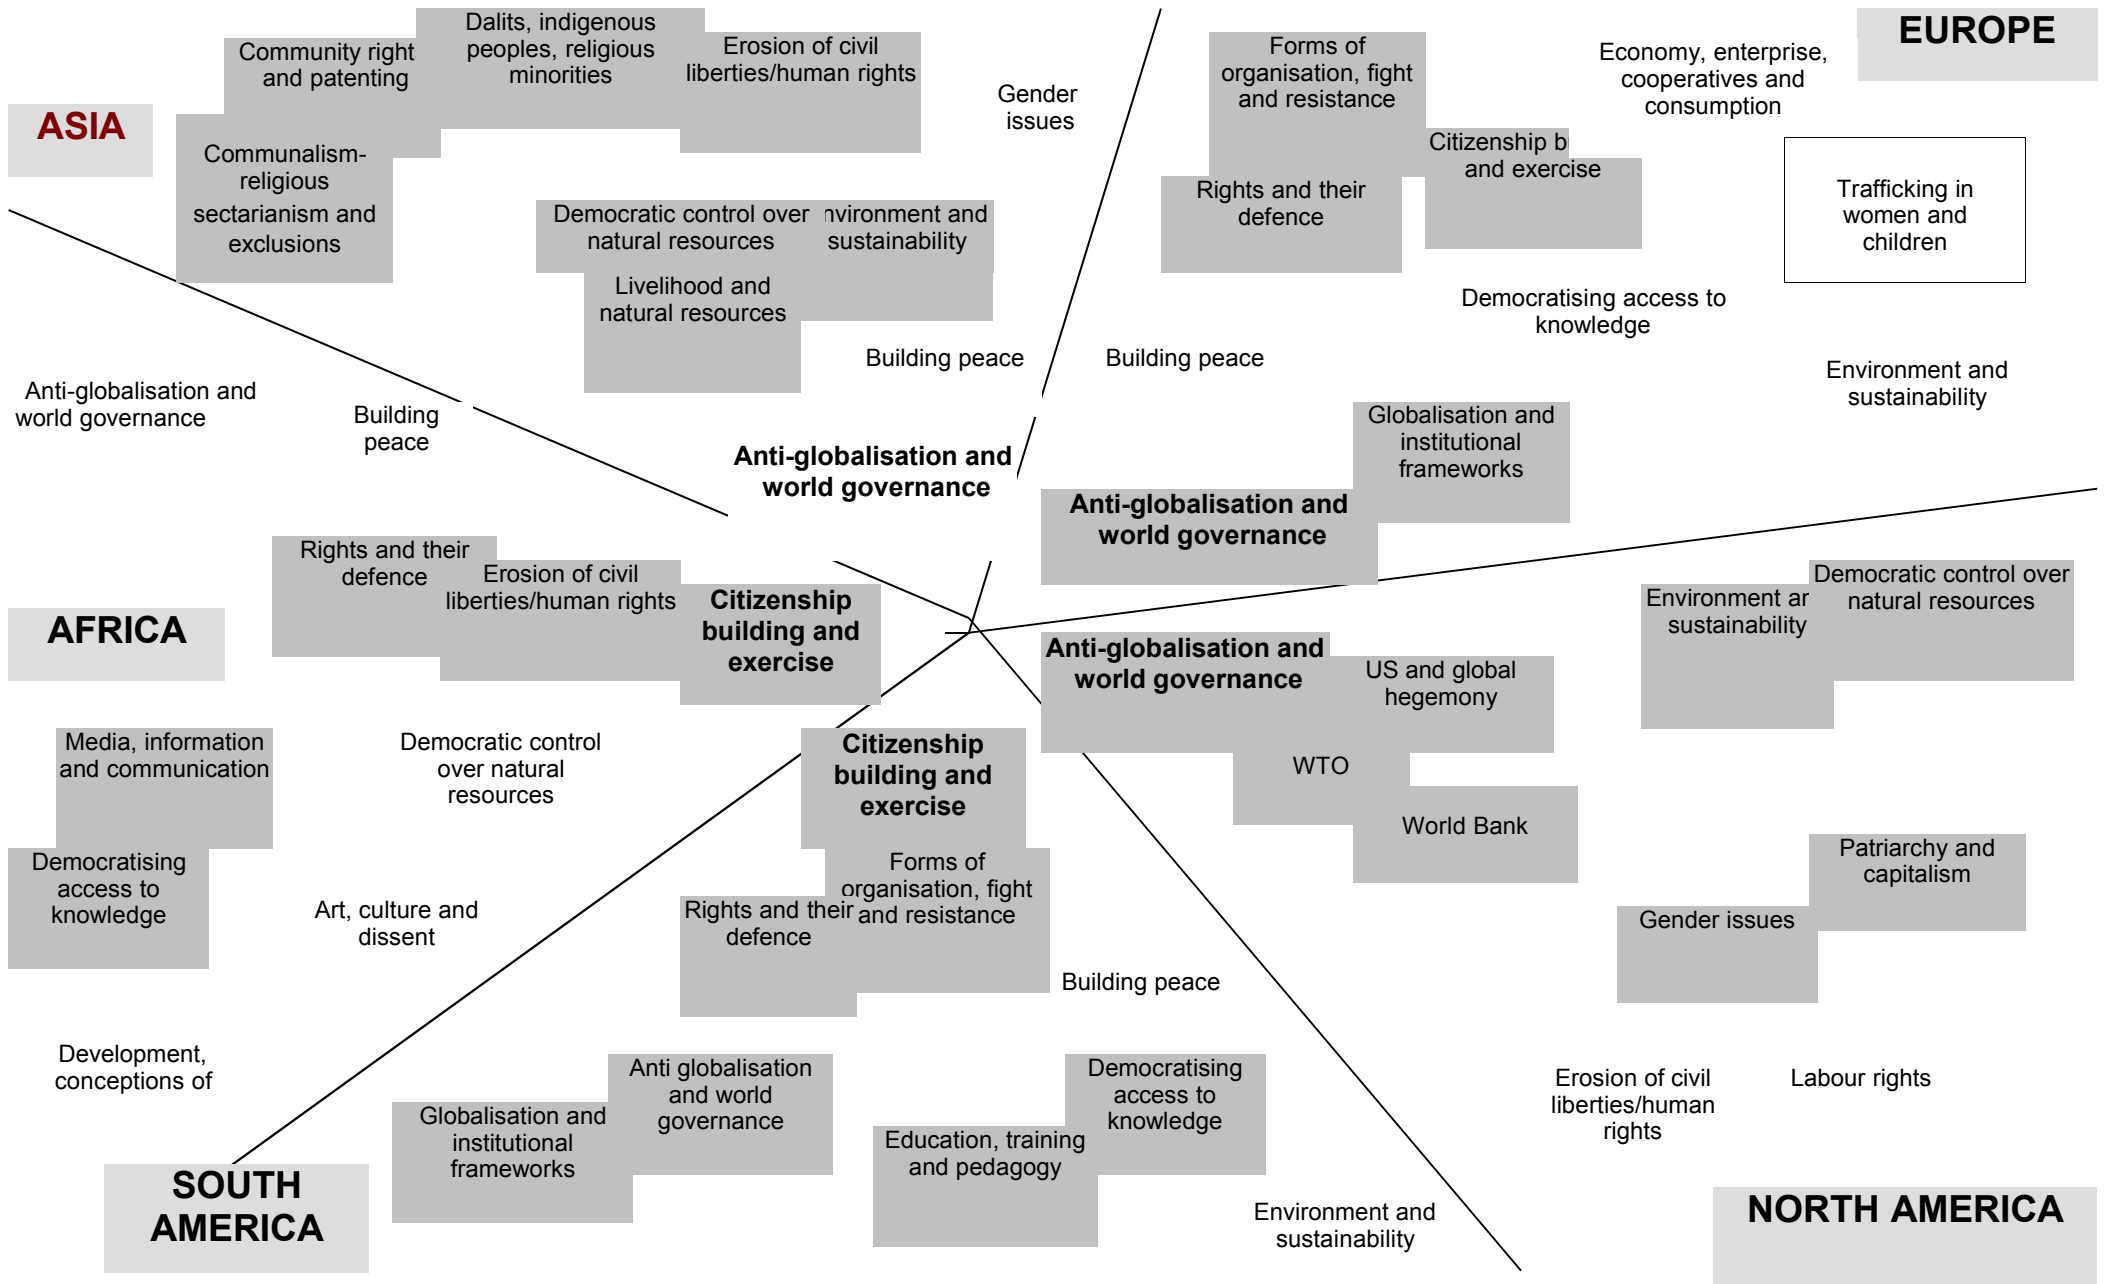 ASIA
Community right
and patenting
Dalits, indigenous
peoples, religious
minorities
Erosion of civil
liberties/human rights
Communalism-
religious
sectarianism and
exclusions
Gender
issues
Democratic control over
natural resources
nvironment and
sustainability
Livelihood and
natural resources
Building peace
Anti-globalisation and
world governance
EUROPE
Forms of
organisation, fight
and resistance
Economy, enterprise,
cooperatives and
consumption
Citizenship b
and exercise
Rights and their
defence
Trafficking in
women and
children
Democratising access to
knowledge
Building peace
Environment and
sustainability
Globalisation and
institutional
frameworks
Anti-globalisation and
world governance
Anti-globalisation and
world governance
Building
peace
AFRICA
Rights and their
defence
Erosion of civil
liberties/human rights
Citizenship
building and
exercise
Media, information
and communication
Democratic control
over natural
resources
Democratising
access to
knowledge
Art, culture and
dissent
Development,
conceptions of
SOUTH
AMERICA
Citizenship
building and
exercise
Forms of
organisation, fight
and resistance
Rights and their
defence
Building peace
Anti globalisation
and world
governance
Globalisation and
institutional
frameworks
Democratising
access to
knowledge
Education, training
and pedagogy
Environment and
sustainability
NORTH AMERICA
Anti-globalisation and
world governance
US and global
hegemony
WTO
World Bank
Environment ar
sustainability
Democratic control over
natural resources
Patriarchy and
capitalism
Gender issues
Erosion of civil
liberties/human
rights
Labour rights